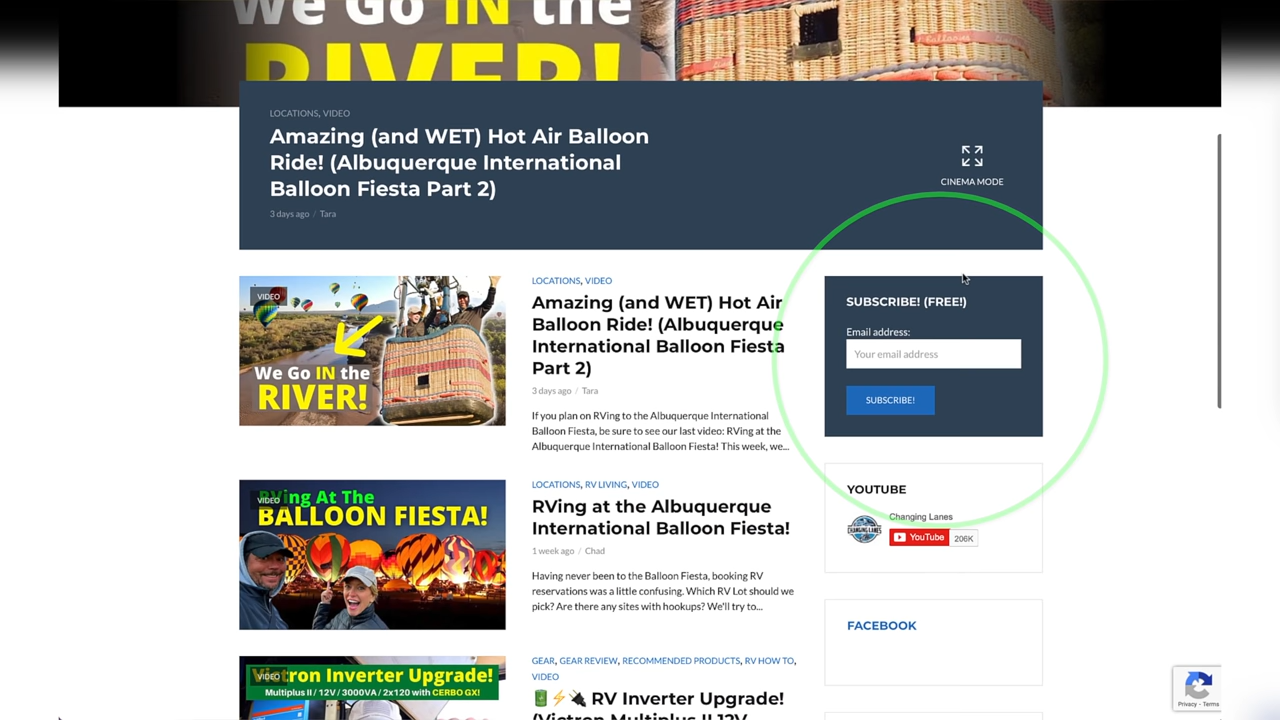 We Go IN the
RIVER!
Balloonies
LOCATIONS, VIDEO
Amazing (and WET) Hot Air Balloon
Ride! (Albuquerque International
Balloon Fiesta Part 2)
3 days ago / Tara
CINEMA MODE
VIDEO
We Go IN the
RIVER!
LOCATIONS, VIDEO
Amazing (and WET) Hot Air
Balloon Ride! (Albuquerque
International Balloon Fiesta
Part 2)
3 days ago / Tara
If you plan on RVing to the Albuquerque International
Balloon Fiesta, be sure to see our last video: RVing at the
Albuquerque International Balloon Fiesta! This week, we...
SUBSCRIBE! (FREE!)
Email address:
Your email address
SUBSCRIBE!
YOUTUBE
Changing Lanes
CHANGING LANES
YouTube 206K
FACEBOOK
VIDEO
RVing At The
BALLOON FIESTA!
LOCATIONS, RV LIVING, VIDEO
RVing at the Albuquerque
International Balloon Fiesta!
1 week ago / Chad
Having never been to the Balloon Fiesta, booking RV
reservations was a little confusing. Which RV Lot should we
pick? Are there any sites with hookups? We'll try to...
VIDEO
Victron Inverter Upgrade!
Multiplus II / 12V / 3000VA / 2x120 with CERBO GX!
GEAR, GEAR REVIEW, RECOMMENDED PRODUCTS, RV HOW TO,
VIDEO
🔋⚡🔌 RV Inverter Upgrade!
(Victron Multiplus II 12V
Privacy - Terms